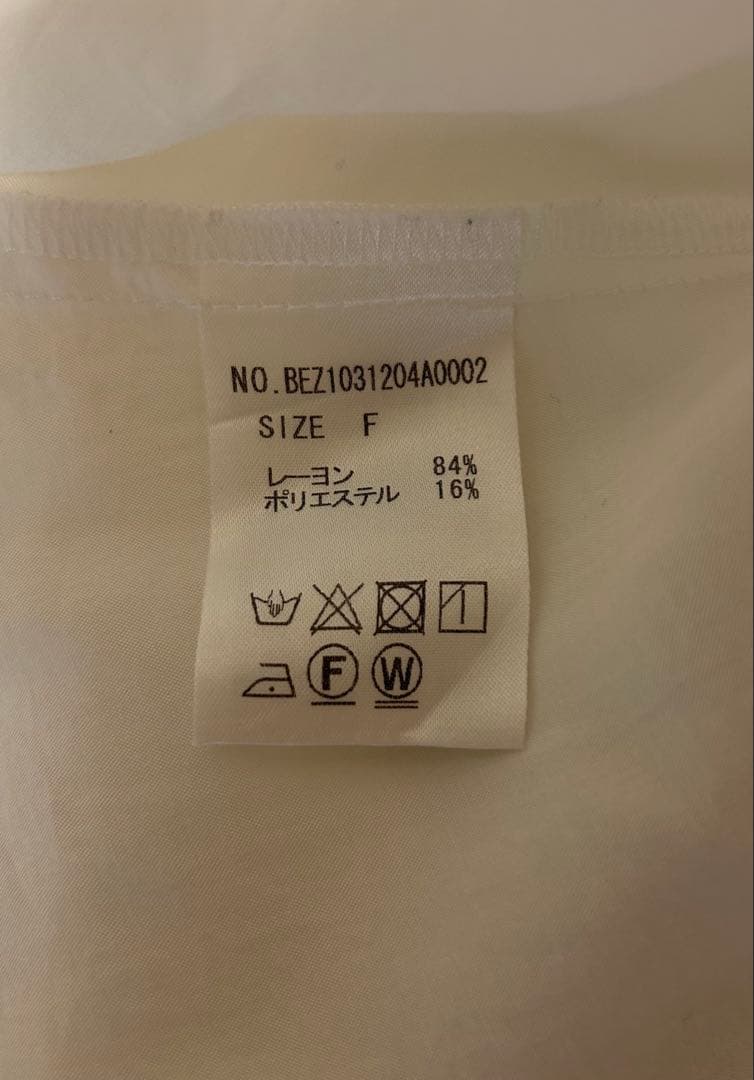 NO.BEZ1031204A0002
SIZE F
レーヨン 84%
ポリエステル 16%
F W